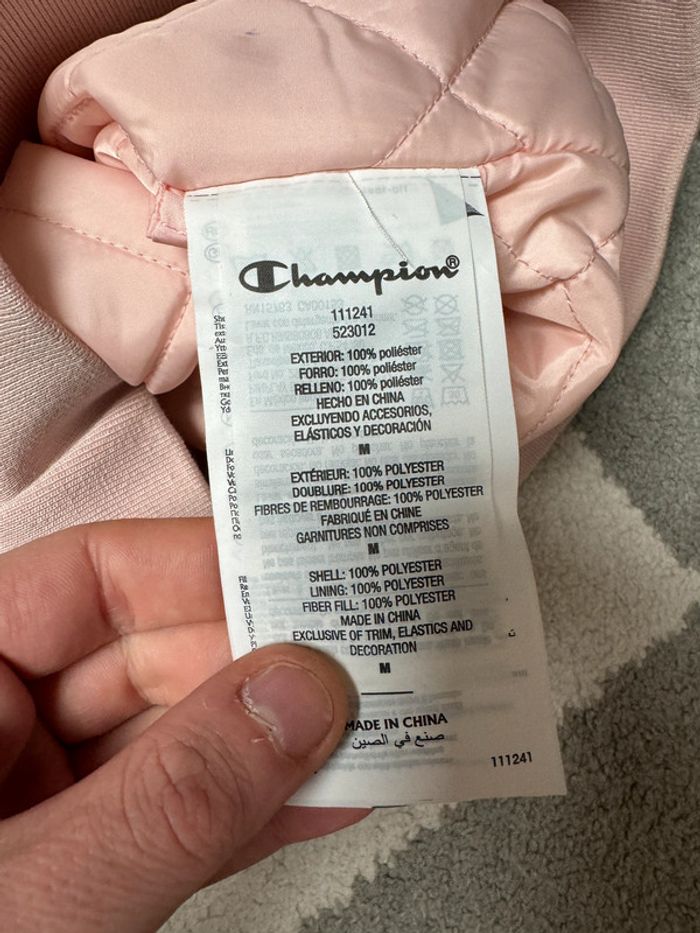 Champion®
111241
523012
EXTERIOR: 100% poliéster
FORRO: 100% poliéster
RELLENO: 100% poliéster
HECHO EN CHINA
EXCLUYENDO ACCESORIOS,
ELÁSTICOS Y DECORACIÓN
M
EXTÉRIEUR: 100% POLYESTER
DOUBLURE: 100% POLYESTER
FIBRES DE REMBOURRAGE: 100% POLYESTER
FABRIQUÉ EN CHINE
GARNITURES NON COMPRISES
M
SHELL: 100% POLYESTER
LINING: 100% POLYESTER
FIBER FILL: 100% POLYESTER
MADE IN CHINA
EXCLUSIVE OF TRIM, ELASTICS AND
DECORATION
M
MADE IN CHINA
صنع في الصين
111241